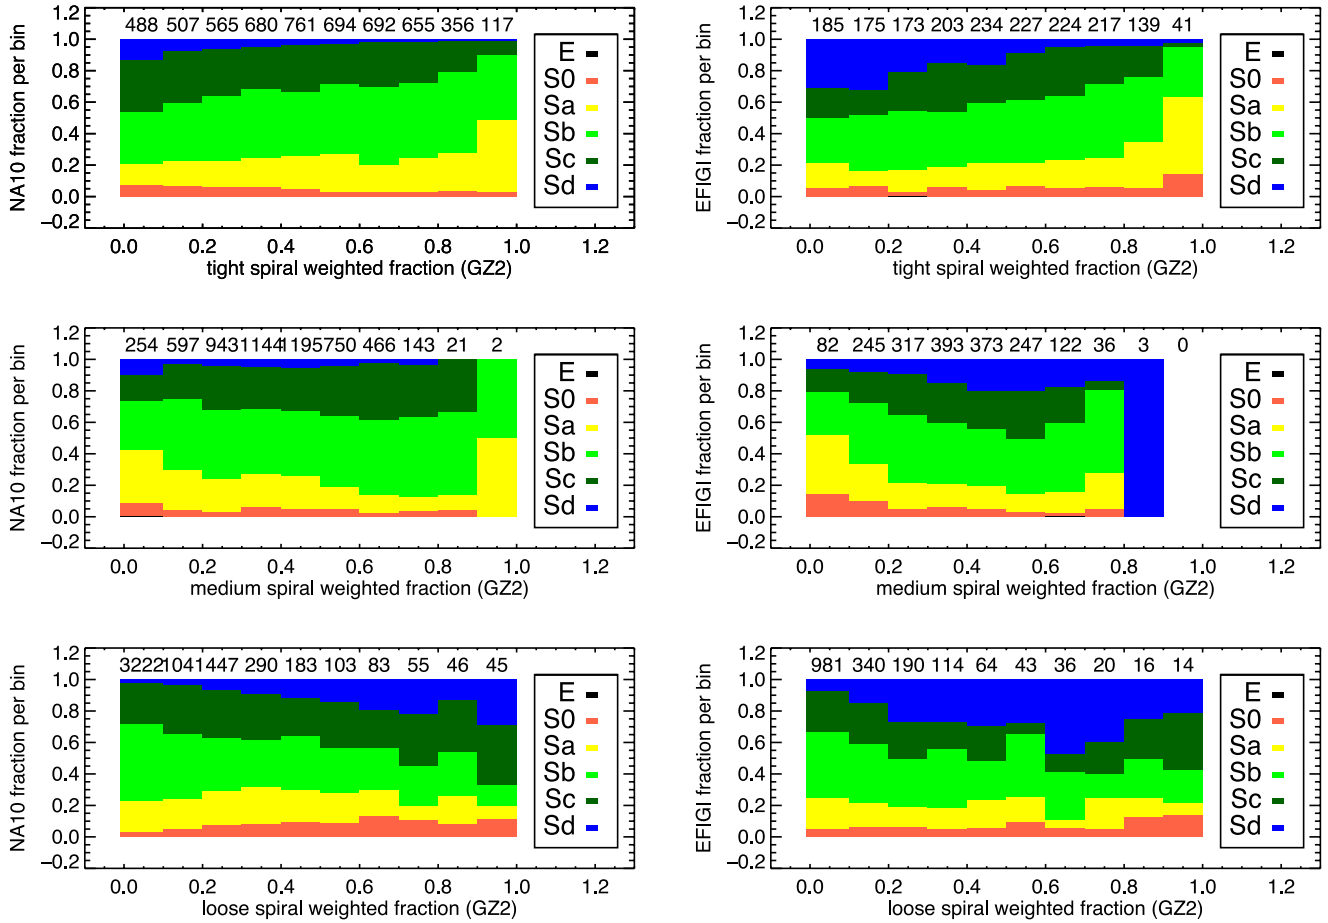 488 507 565 680 761 694 692 655 356 117
1.0
0.8
0.6
0.4
0.2
0.0
−0.2
NA10 fraction per bin
E
S0
Sa
Sb
Sc
Sd
0.0 0.2 0.4 0.6 0.8 1.0 1.2
tight spiral weighted fraction (GZ2)
185 175 173 203 234 227 224 217 139 41
1.0
0.8
0.6
0.4
0.2
0.0
−0.2
EFIGI fraction per bin
E
S0
Sa
Sb
Sc
Sd
0.0 0.2 0.4 0.6 0.8 1.0 1.2
tight spiral weighted fraction (GZ2)
1.2
254 597 943 1144 1195 750 466 143 21 2
1.0
0.8
0.6
0.4
0.2
0.0
−0.2
NA10 fraction per bin
E
S0
Sa
Sb
Sc
Sd
0.0 0.2 0.4 0.6 0.8 1.0 1.2
medium spiral weighted fraction (GZ2)
1.2
82 245 317 393 373 247 122 36 3 0
1.0
0.8
0.6
0.4
0.2
0.0
−0.2
EFIGI fraction per bin
E
S0
Sa
Sb
Sc
Sd
0.0 0.2 0.4 0.6 0.8 1.0 1.2
medium spiral weighted fraction (GZ2)
1.2
3222 1041 447 290 183 103 83 55 46 45
1.0
0.8
0.6
0.4
0.2
0.0
−0.2
NA10 fraction per bin
E
S0
Sa
Sb
Sc
Sd
0.0 0.2 0.4 0.6 0.8 1.0 1.2
loose spiral weighted fraction (GZ2)
1.2
981 340 190 114 64 43 36 20 16 14
1.0
0.8
0.6
0.4
0.2
0.0
−0.2
EFIGI fraction per bin
E
S0
Sa
Sb
Sc
Sd
0.0 0.2 0.4 0.6 0.8 1.0 1.2
loose spiral weighted fraction (GZ2)